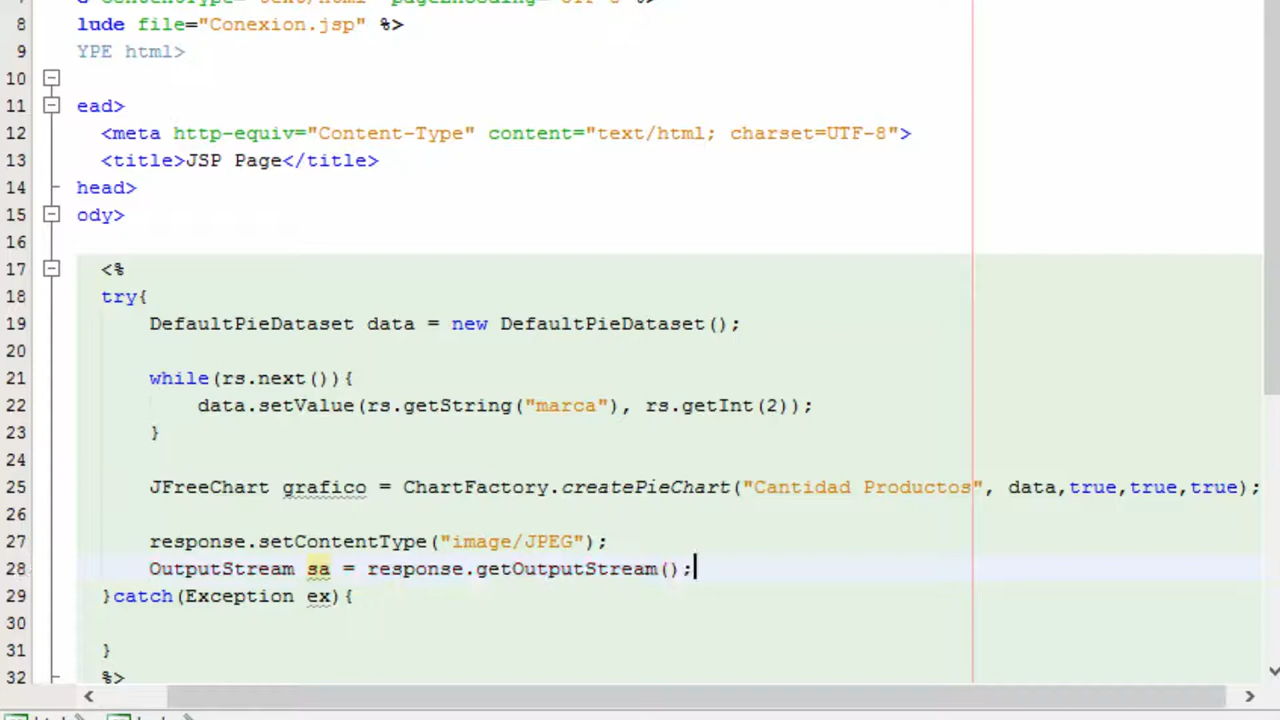 8 lude file="Conexion.jsp" %>
9 YPE html>
10
11 ead>
12 <meta http-equiv="Content-Type" content="text/html; charset=UTF-8">
13 <title>JSP Page</title>
14 head>
15 ody>
16
17 <%
18 try{
19 DefaultPieDataset data = new DefaultPieDataset();
20
21 while(rs.next()){
22 data.setValue(rs.getString("marca"), rs.getInt(2));
23 }
24
25 JFreeChart grafico = ChartFactory.createPieChart("Cantidad Productos", data,true,true,true);
26
27 response.setContentType("image/JPEG");
28 OutputStream sa = response.getOutputStream();
29 }catch(Exception ex){
30
31 }
32 %>